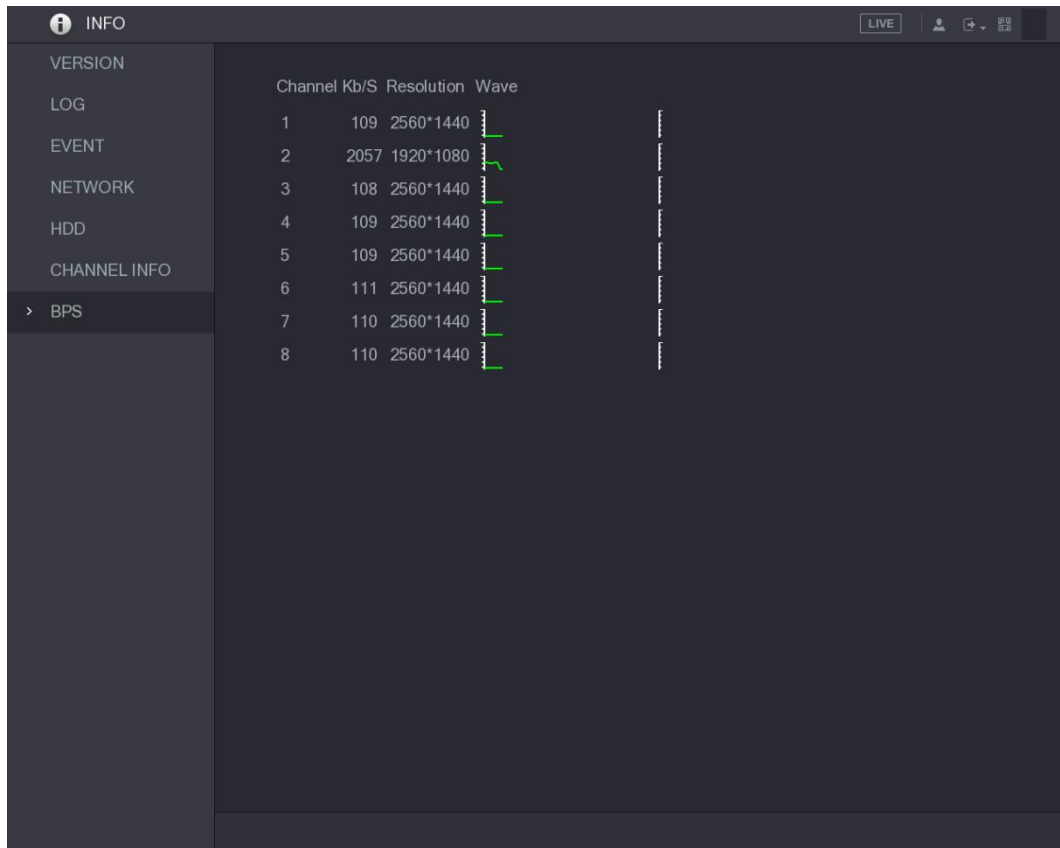 INFO
LIVE
VERSION
LOG
EVENT
NETWORK
HDD
CHANNEL INFO
> BPS
Channel Kb/S Resolution Wave
1 109 2560*1440
2 2057 1920*1080
3 108 2560*1440
4 109 2560*1440
5 109 2560*1440
6 111 2560*1440
7 110 2560*1440
8 110 2560*1440